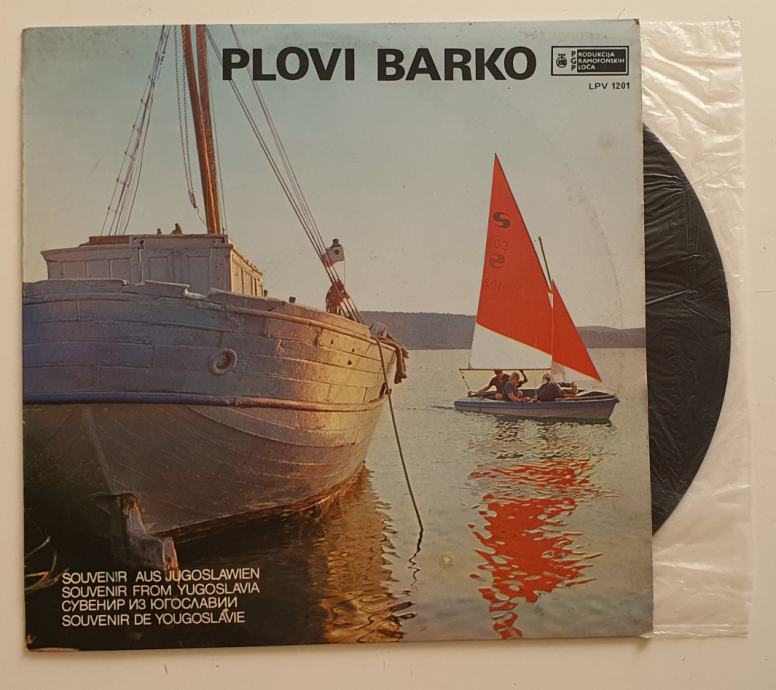 PLOVI BARKO
PRODUKCIJA
GRAMOFONSKIH
PLOČA
LPV 1201
S
103
S
SOUVENIR AUS JUGOSLAWIEN
SOUVENIR FROM YUGOSLAVIA
СУВЕНИР ИЗ ЮГОСЛАВИИ
SOUVENIR DE YOUGOSLAVIE